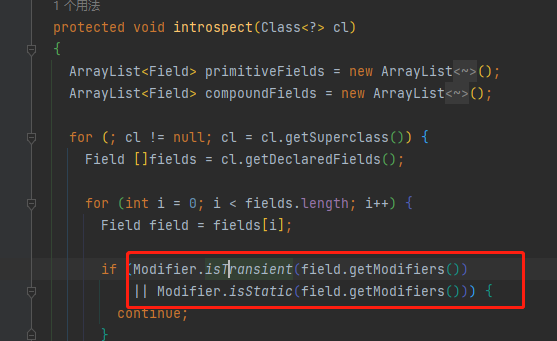 1个用法
protected void introspect(Class<?> cl)
{
ArrayList<Field> primitiveFields = new ArrayList<~>();
ArrayList<Field> compoundFields = new ArrayList<~>();
for (; cl != null; cl = cl.getSuperclass()) {
Field []fields = cl.getDeclaredFields();
for (int i = 0; i < fields.length; i++) {
Field field = fields[i];
if (Modifier.isTransient(field.getModifiers())
|| Modifier.isStatic(field.getModifiers())) {
continue;
}